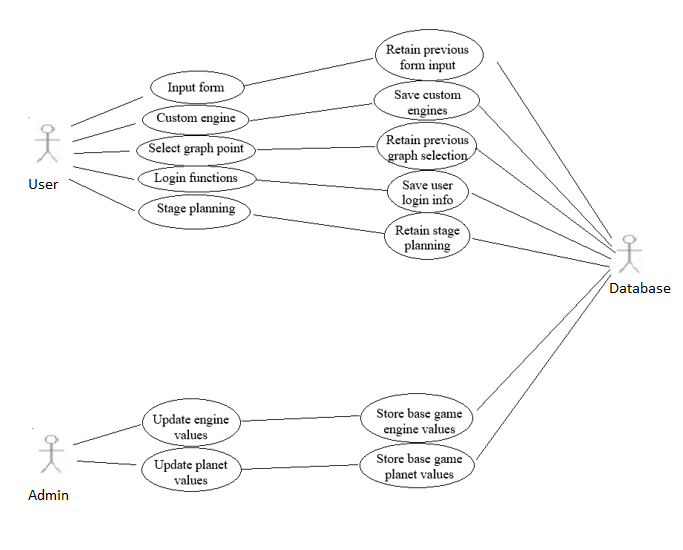 Retain previous
form input
Input form
Save custom
engines
Custom engine
Retain previous
graph selection
Select graph point
Login functions
User
Save user
login info
Stage planning
Retain stage
planning
Database
Update engine
values
Store base game
engine values
Update planet
values
Store base game
planet values
Admin